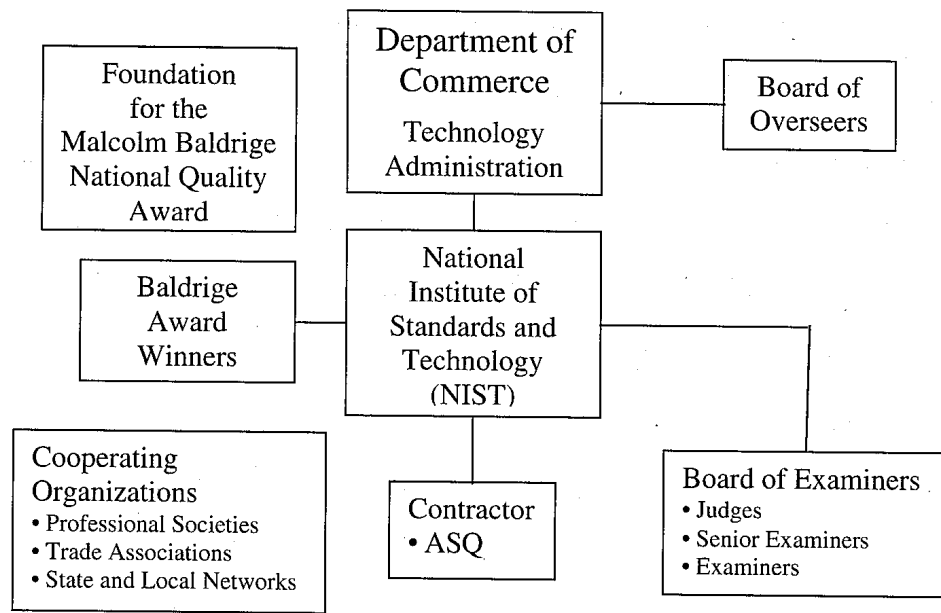 Foundation
for the
Malcolm Baldrige
National Quality
Award
Department of
Commerce
Technology
Administration
Board of
Overseers
Baldrige
Award
Winners
National
Institute of
Standards and
Technology
(NIST)
Cooperating
Organizations
• Professional Societies
• Trade Associations
• State and Local Networks
Contractor
• ASQ
Board of Examiners
• Judges
• Senior Examiners
• Examiners